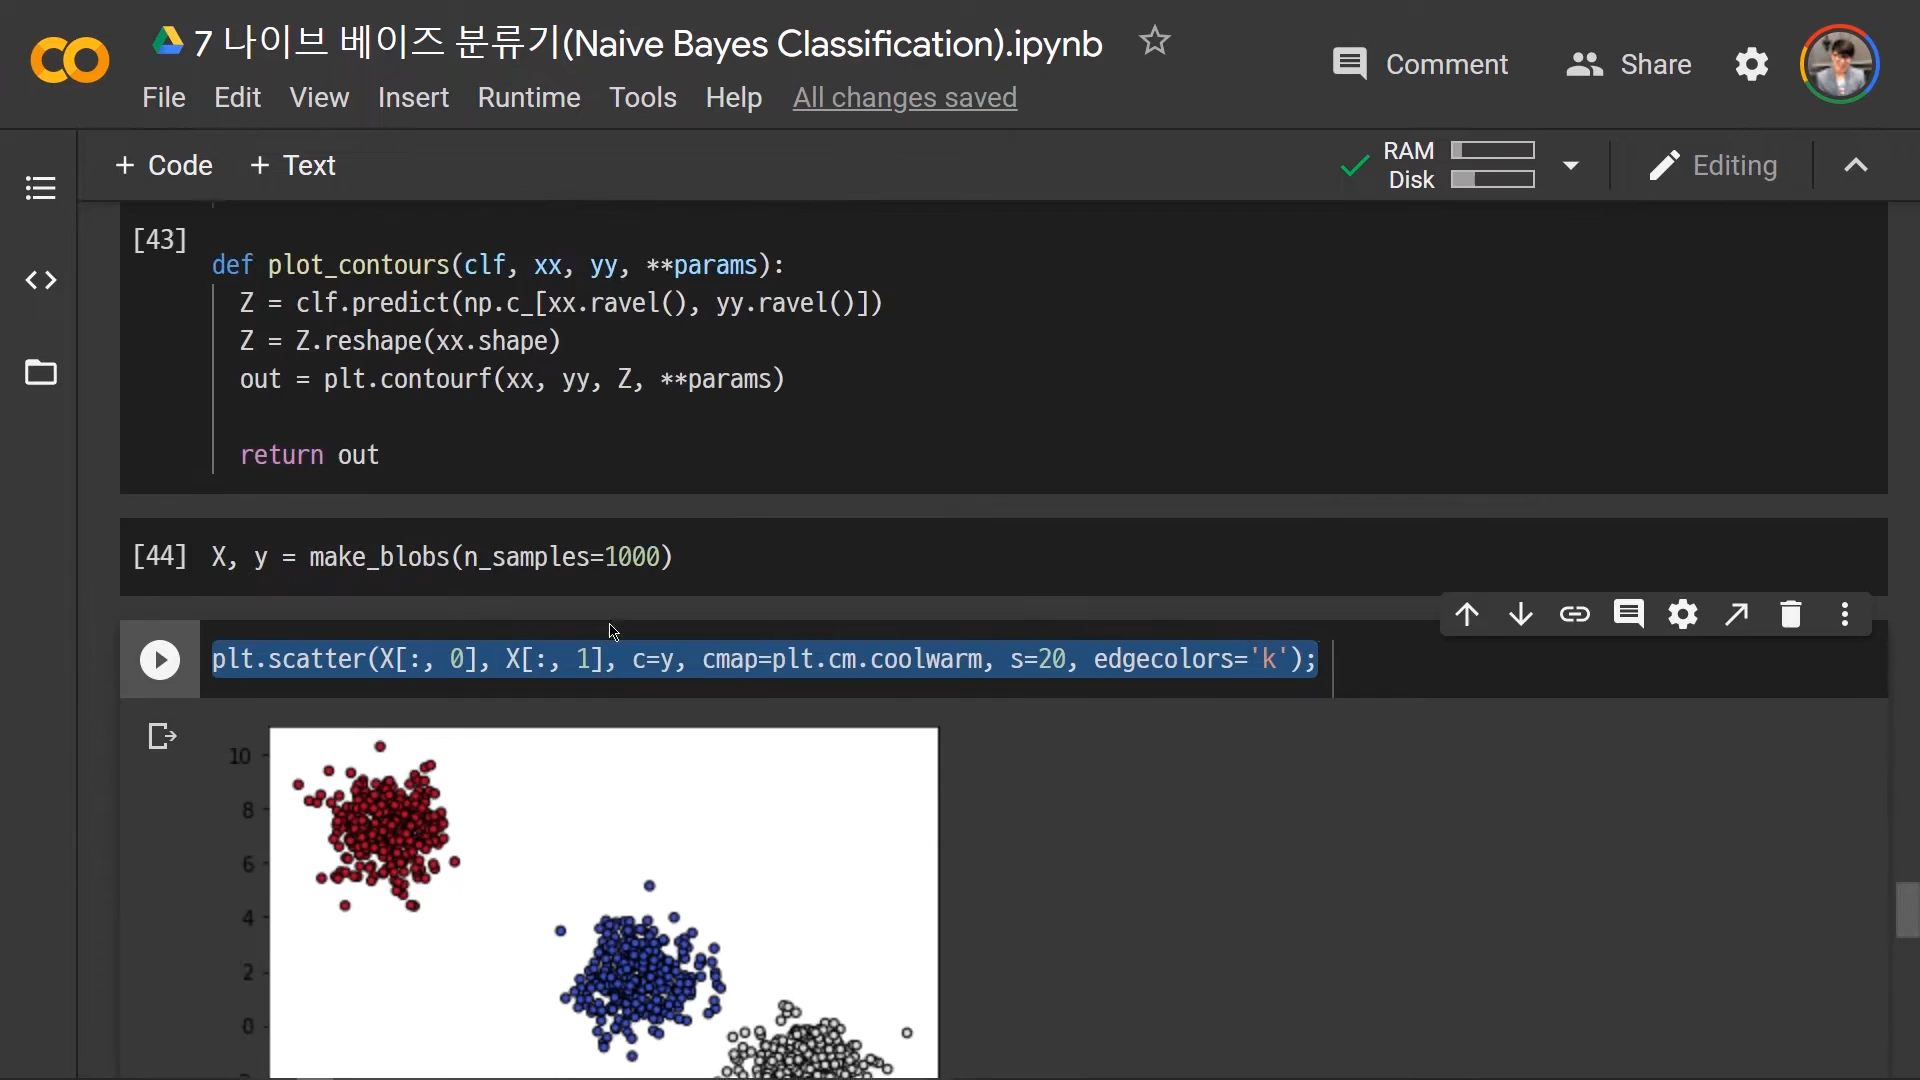 7 나이브 베이즈 분류기(Naive Bayes Classification).ipynb
Comment
Share
File Edit View Insert Runtime Tools Help All changes saved
+ Code + Text
RAM
Disk
Editing
[43]
def plot_contours(clf, xx, yy, **params):
Z = clf.predict(np.c_[xx.ravel(), yy.ravel()])
Z = Z.reshape(xx.shape)
out = plt.contourf(xx, yy, Z, **params)
return out
[44] X, y = make_blobs(n_samples=1000)
plt.scatter(X[:, 0], X[:, 1], c=y, cmap=plt.cm.coolwarm, s=20, edgecolors='k');
10
8
6
4
2
0